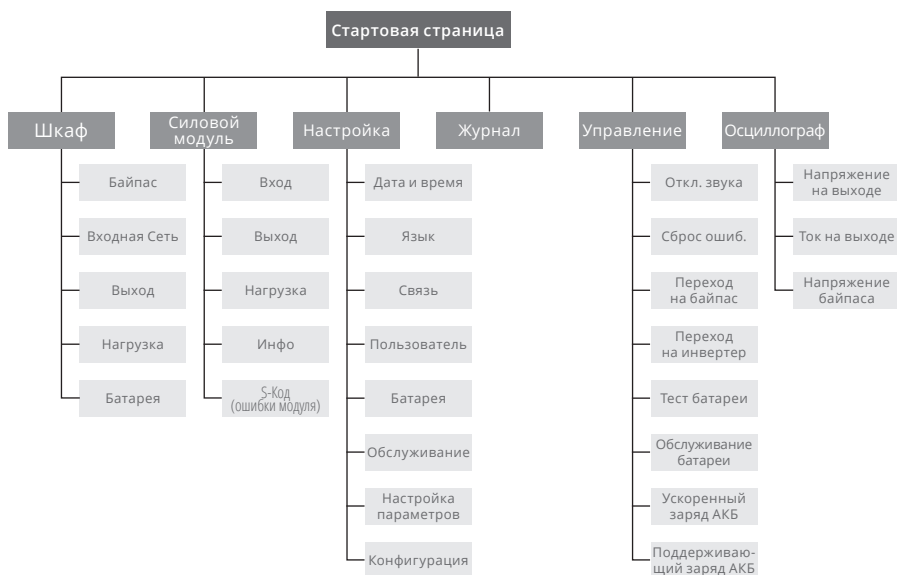 Стартовая страница
Шкаф
Силовой
модуль
Настройка
Журнал
Управление
Осциллограф
Байпас
Входная Сеть
Выход
Нагрузка
Батарея
Вход
Выход
Нагрузка
Инфо
S-Код
(ошибки модуля)
Дата и время
Язык
Связь
Пользователь
Батарея
Обслуживание
Настройка
параметров
Конфигурация
Откл. звука
Сброс ошиб.
Переход
на байпас
Переход
на инвертер
Тест батареи
Обслуживание
батареи
Ускоренный
заряд АКБ
Поддерживаю-
щий заряд АКБ
Напряжение
на выходе
Ток на выходе
Напряжение
байпаса